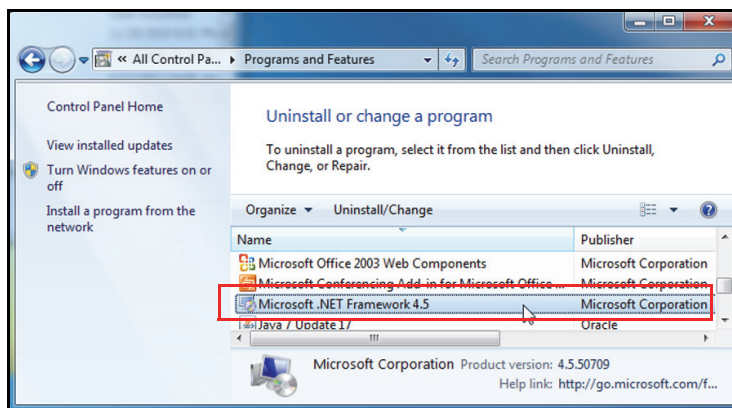 « All Control Pa... ▸ Programs and Features
Search Programs and Features
Control Panel Home
View installed updates
Turn Windows features on or
off
Install a program from the
network
Uninstall or change a program
To uninstall a program, select it from the list and then click Uninstall,
Change, or Repair.
Organize Uninstall/Change
Name Publisher
Microsoft Office 2003 Web Components Microsoft Corporation
Microsoft Conferencing Add-in for Microsoft Office ... Microsoft Corporation
Microsoft .NET Framework 4.5 Microsoft Corporation
Java 7 Update 17 Oracle
Microsoft Corporation Product version: 4.5.50709
Help link: http://go.microsoft.com/f...